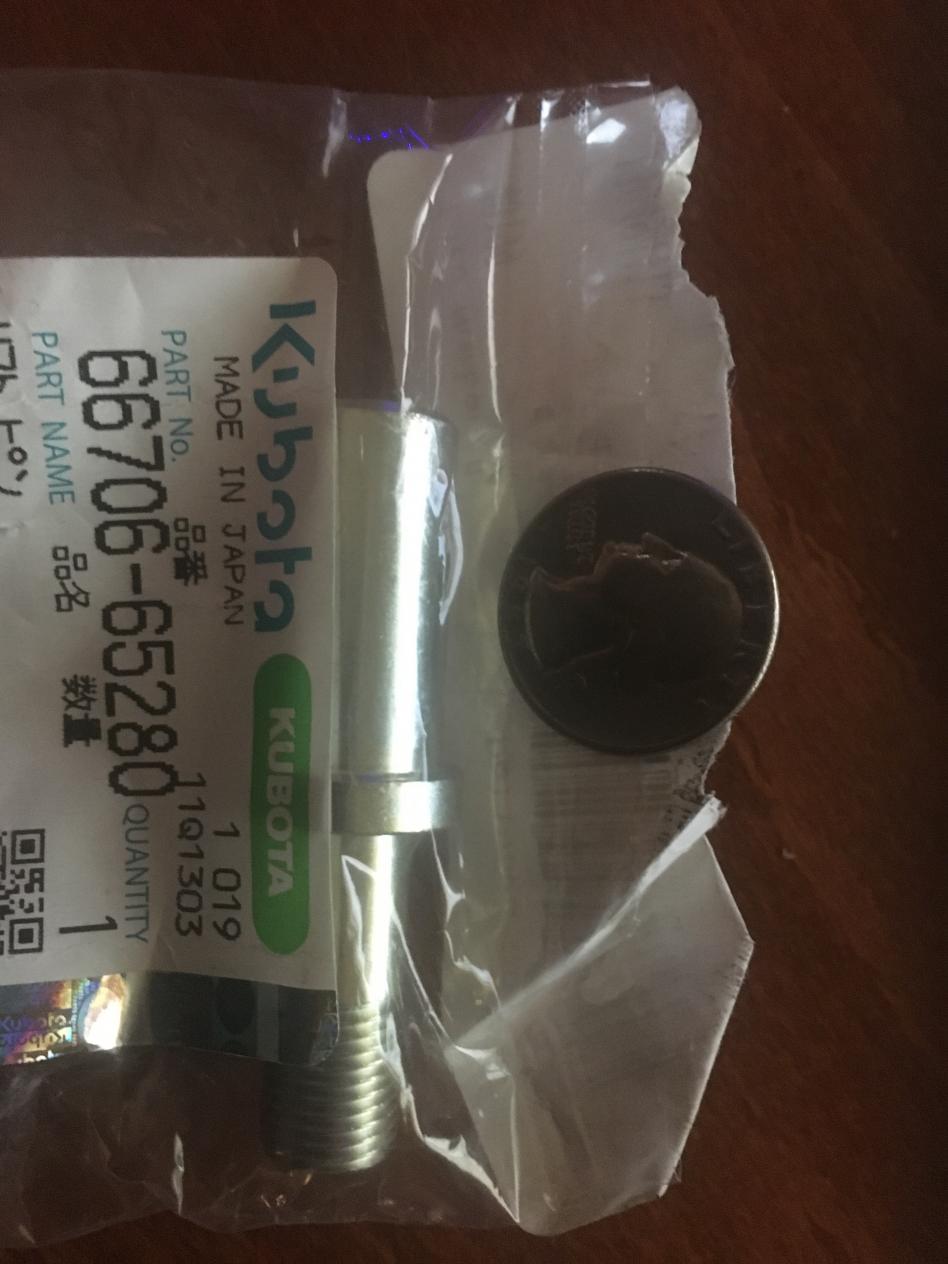 Kubota
KUBOTA
MADE IN JAPAN
1 019
11Q1303
PART No.
品番
66706-65280
QUANTITY
数量
1
PART NAME
品名